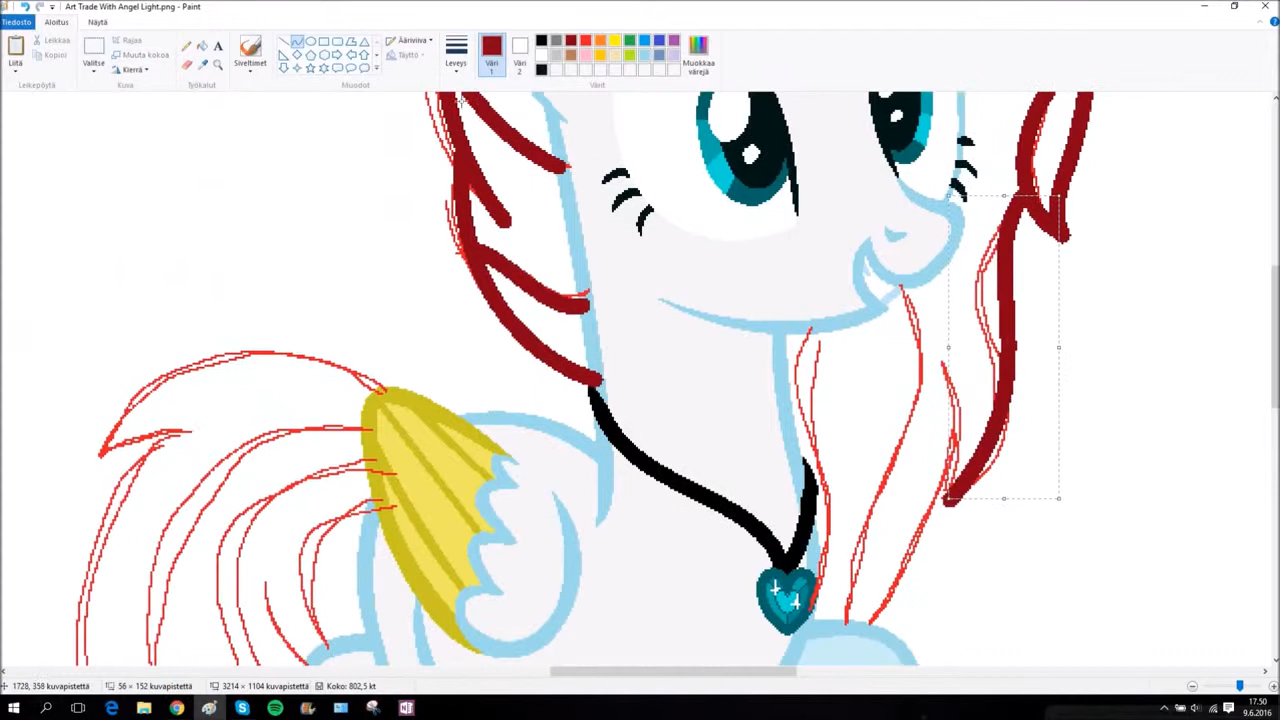 Art Trade With Angel Light.png - Paint
Tiedosto Aloitus Näytä
Liitä
Leikkaa
Kopioi
Leikepöytä
Valitse
Rajaa
Muuta kokoa
Kierrä
Kuva
A
Työkalut
Siveltimet
Ääriviiva
Täyttö
Muodot
Leveys
Väri 1
Väri 2
Värit
Muokkaa värejä
1728, 358 kuvapistettä 56 × 152 kuvapistettä 3214 × 1104 kuvapistettä Koko: 802,5 kt
17.50
9.6.2016